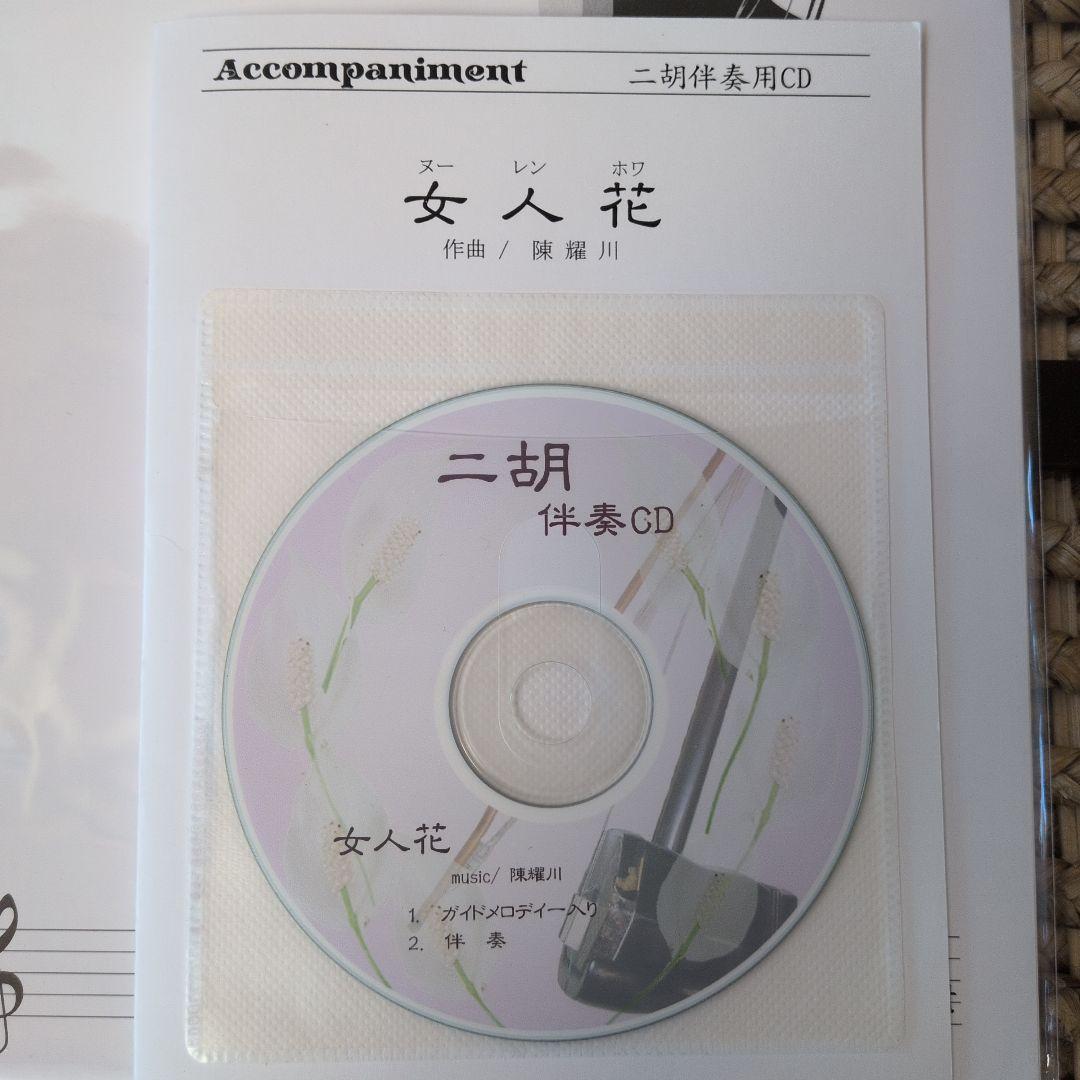 Accompaniment 二胡伴奏用CD
ヌー レン ホワ
女人花
作曲 / 陳耀川
二胡
伴奏CD
女人花
music/ 陳耀川
1. ガイドメロデイー入り
2. 伴 奏